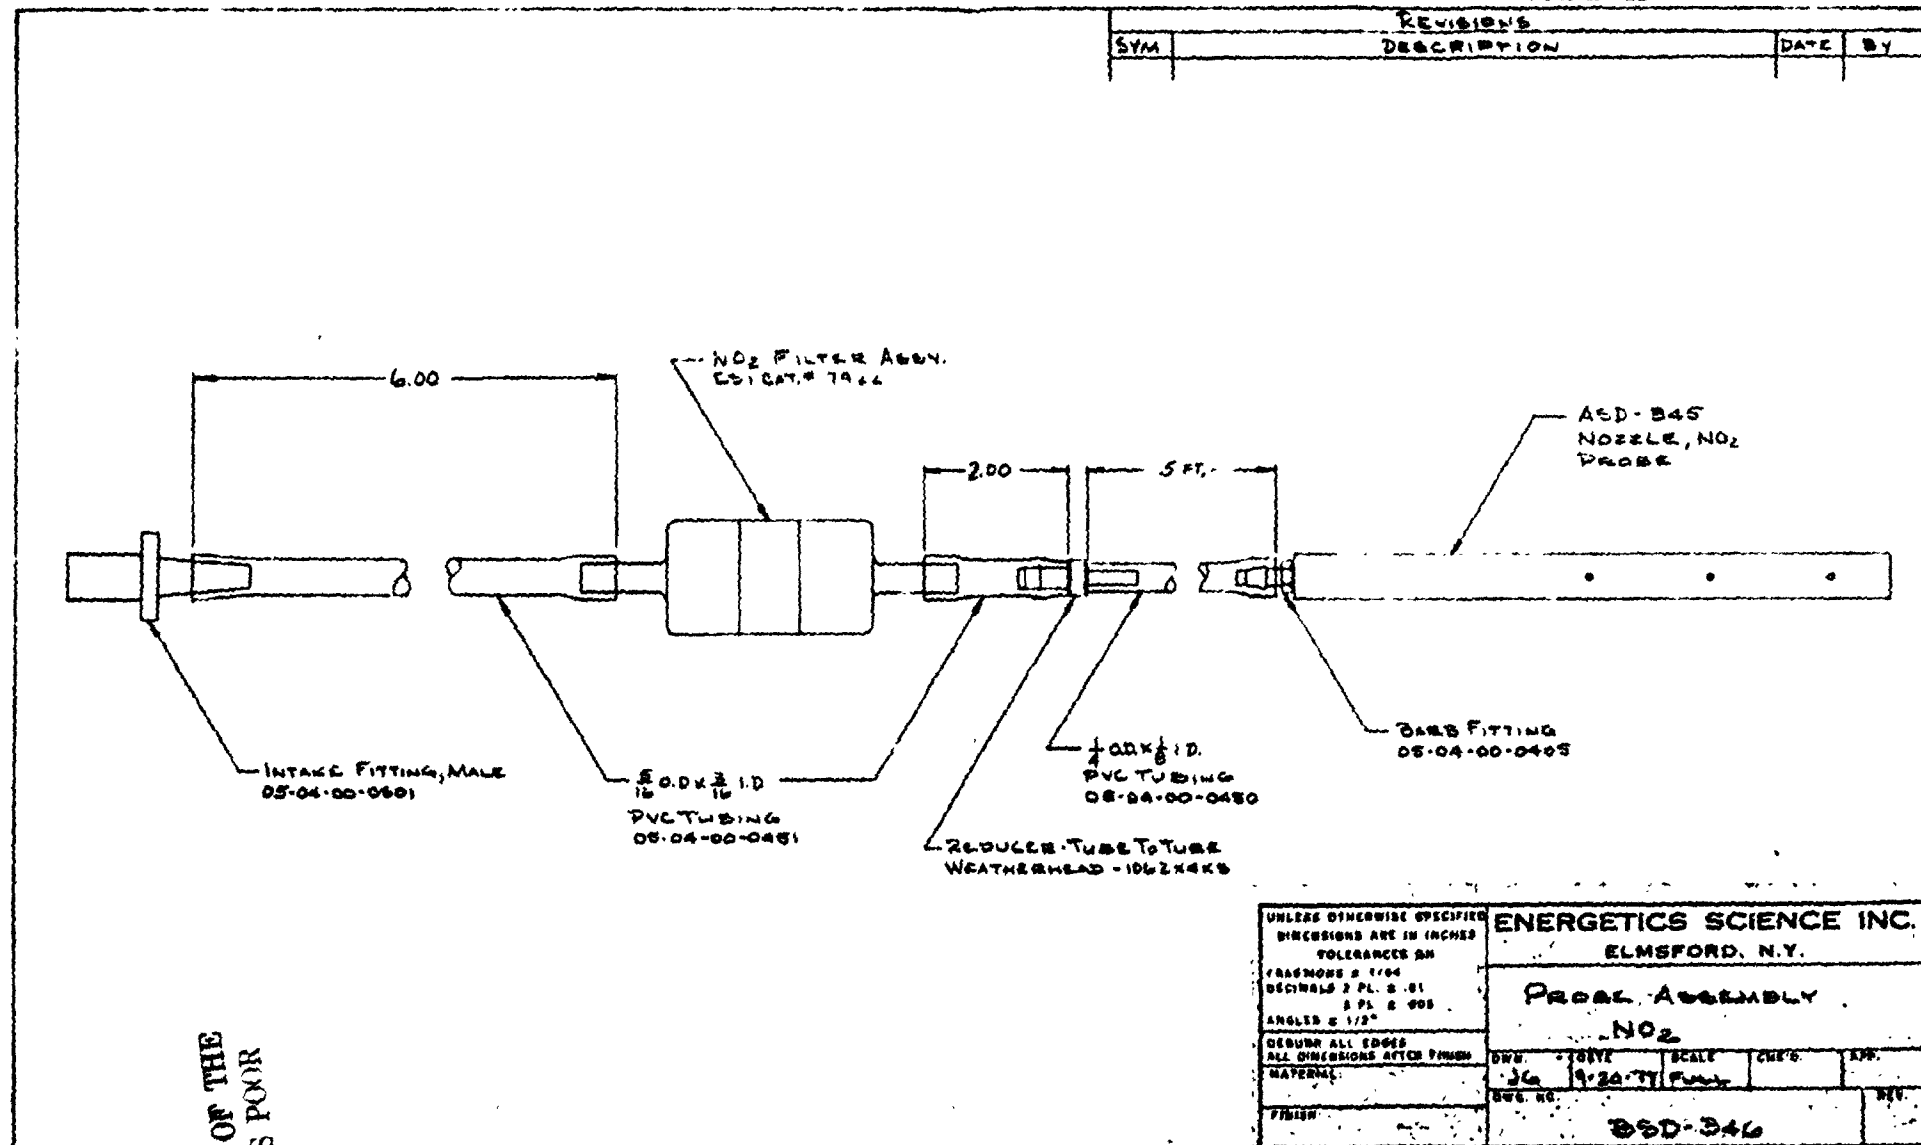 REVISIONS
SYM DESCRIPTION DATE BY
6.00
NO2 FILTER ASSY.
ESI CAT. #
2.00
5 FT.
ASD-B45
NOZZLE, NO2
PROBE
INTAKE FITTING, MALE
05-04-00-0601
5/16 O.D x 3/16 I.D
PVC TUBING
05-04-00-0451
1/4 O.D. x 1/8 I.D.
PVC TUBING
05-04-00-0450
REDUCER-TUBE TO TUBE
WEATHERHEAD -
BARB FITTING
05-04-00-0405
UNLESS OTHERWISE SPECIFIED
DIMENSIONS ARE IN INCHES
TOLERANCES ON
FRACTIONS ± 1/64
DECIMALS 2 PL. ± .01
3 PL. ± .005
ANGLES ± 1/2°
DEBURR ALL EDGES
ALL DIMENSIONS AFTER FINISH
MATERIAL:
FINISH
ENERGETICS SCIENCE INC.
ELMSFORD, N.Y.
PROBE ASSEMBLY
NO2
DWN. DATE SCALE CHK'D. APP.
JG 9-20-77 FULL
DWG. NO. REV.
BSD-B46
OF THE
POOR